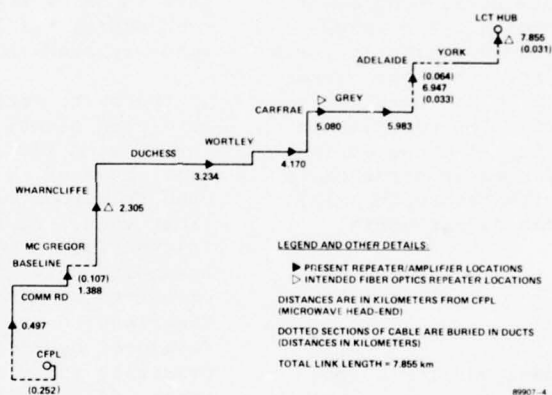 LCT HUB
7.855
(0.031)
YORK
ADELAIDE
(0.064)
6.947
(0.033)
GREY
CARFRAE
5.080
5.983
WORTLEY
4.170
DUCHESS
3.234
WHARNCLIFFE
2.305
MC GREGOR
BASELINE
(0.107)
1.388
COMM RD
0.497
CFPL
(0.252)
LEGEND AND OTHER DETAILS:
PRESENT REPEATER/AMPLIFIER LOCATIONS
INTENDED FIBER OPTICS REPEATER LOCATIONS
DISTANCES ARE IN KILOMETERS FROM CFPL
(MICROWAVE HEAD-END)
DOTTED SECTIONS OF CABLE ARE BURIED IN DUCTS
(DISTANCES IN KILOMETERS)
TOTAL LINK LENGTH = 7.855 km
89907-4